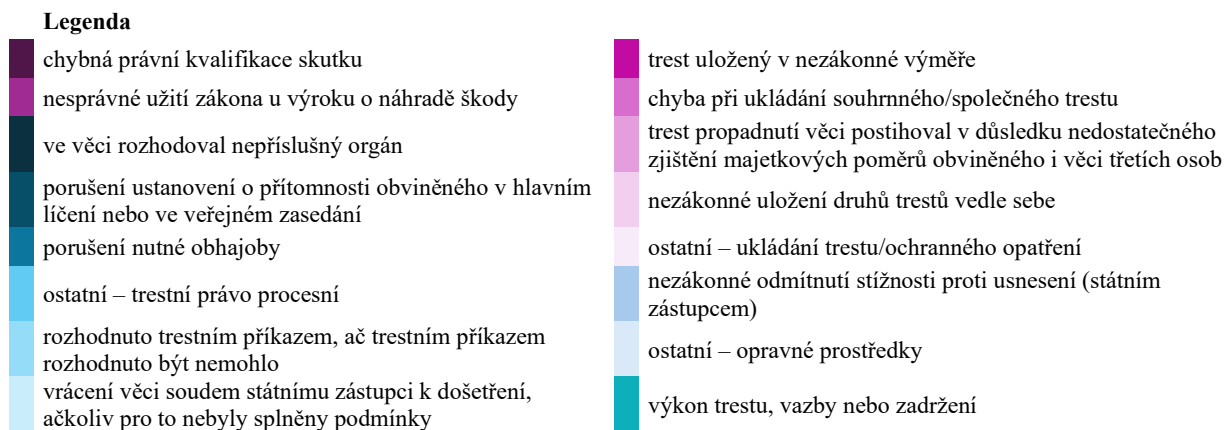 Legenda
chybná právní kvalifikace skutku
nesprávné užití zákona u výroku o náhradě škody
ve věci rozhodoval nepříslušný orgán
porušení ustanovení o přítomnosti obviněného v hlavním
líčení nebo ve veřejném zasedání
porušení nutné obhajoby
ostatní – trestní právo procesní
rozhodnuto trestním příkazem, ač trestním příkazem
rozhodnuto být nemohlo
vrácení věci soudem státnímu zástupci k došetření,
ačkoliv pro to nebyly splněny podmínky
trest uložený v nezákonné výměře
chyba při ukládání souhrnného/společného trestu
trest propadnutí věci postihoval v důsledku nedostatečného
zjištění majetkových poměrů obviněného i věci třetích osob
nezákonné uložení druhů trestů vedle sebe
ostatní – ukládání trestu/ochranného opatření
nezákonné odmítnutí stížnosti proti usnesení (státním
zástupcem)
ostatní – opravné prostředky
výkon trestu, vazby nebo zadržení